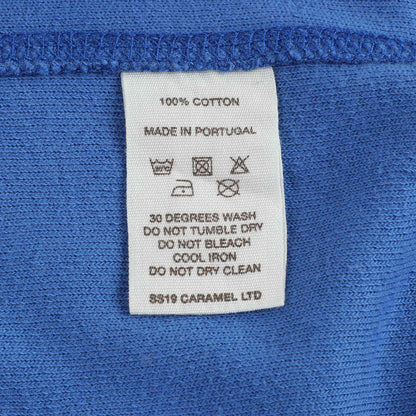 100% COTTON
MADE IN PORTUGAL
30 DEGREES WASH
DO NOT TUMBLE DRY
DO NOT BLEACH
COOL IRON
DO NOT DRY CLEAN
SS19 CARAMEL LTD